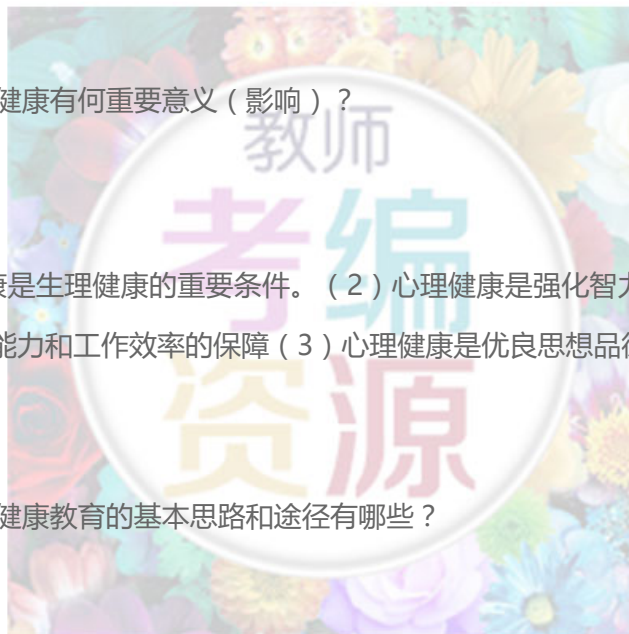 健康有何重要意义（影响）？
教师
考编
康是生理健康的重要条件。（2）心理健康是强化智力
能力和工作效率的保障（3）心理健康是优良思想品德
资源
健康教育的基本思路和途径有哪些？